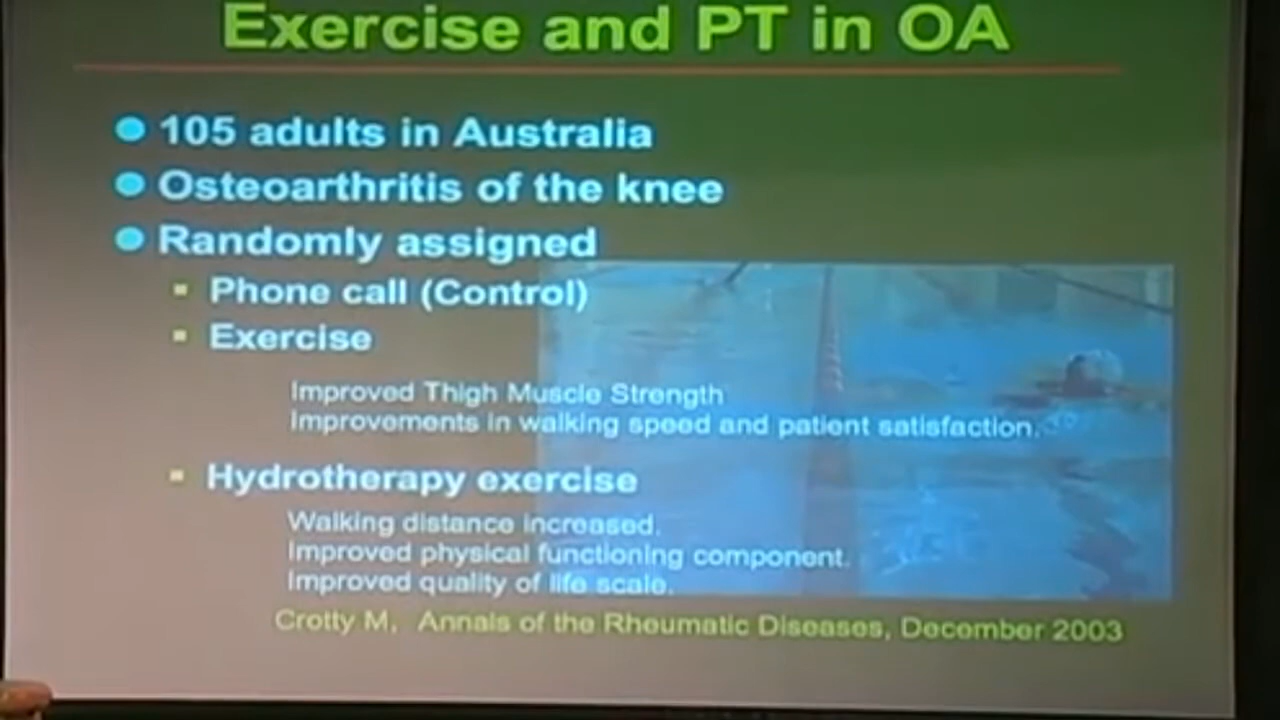 Exercise and PT in OA
105 adults in Australia
Osteoarthritis of the knee
Randomly assigned
Phone call (Control)
Exercise
Improved Thigh Muscle Strength
Improvements in walking speed and patient satisfaction.
Hydrotherapy exercise
Walking distance increased.
Improved physical functioning component.
Improved quality of life scale.
Crotty M, Annals of the Rheumatic Diseases, December 2003